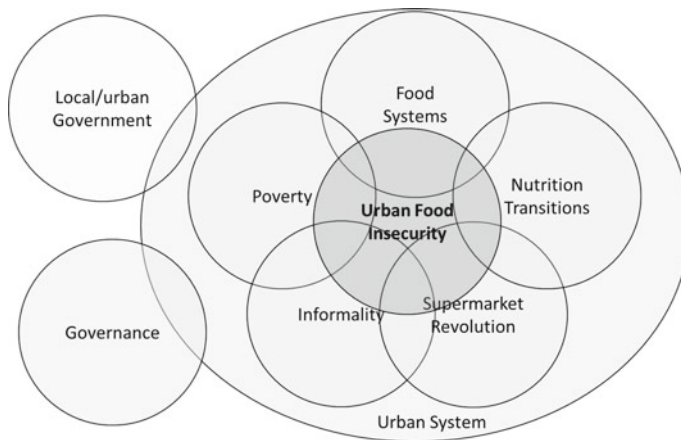 Local/urban
Government
Food
Systems
Poverty
Nutrition
Transitions
Urban Food
Insecurity
Governance
Informality
Supermarket
Revolution
Urban System